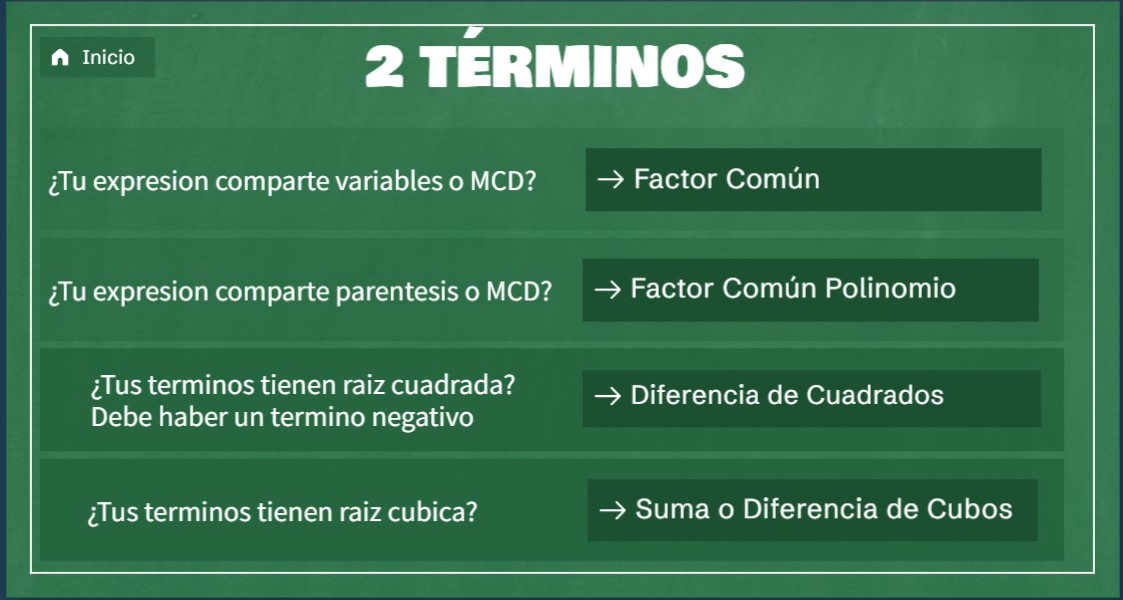 Inicio
2 TÉRMINOS
¿Tu expresion comparte variables o MCD?
→ Factor Común
¿Tu expresion comparte parentesis o MCD?
→ Factor Común Polinomio
¿Tus terminos tienen raiz cuadrada?
Debe haber un termino negativo
→ Diferencia de Cuadrados
¿Tus terminos tienen raiz cubica?
→ Suma o Diferencia de Cubos